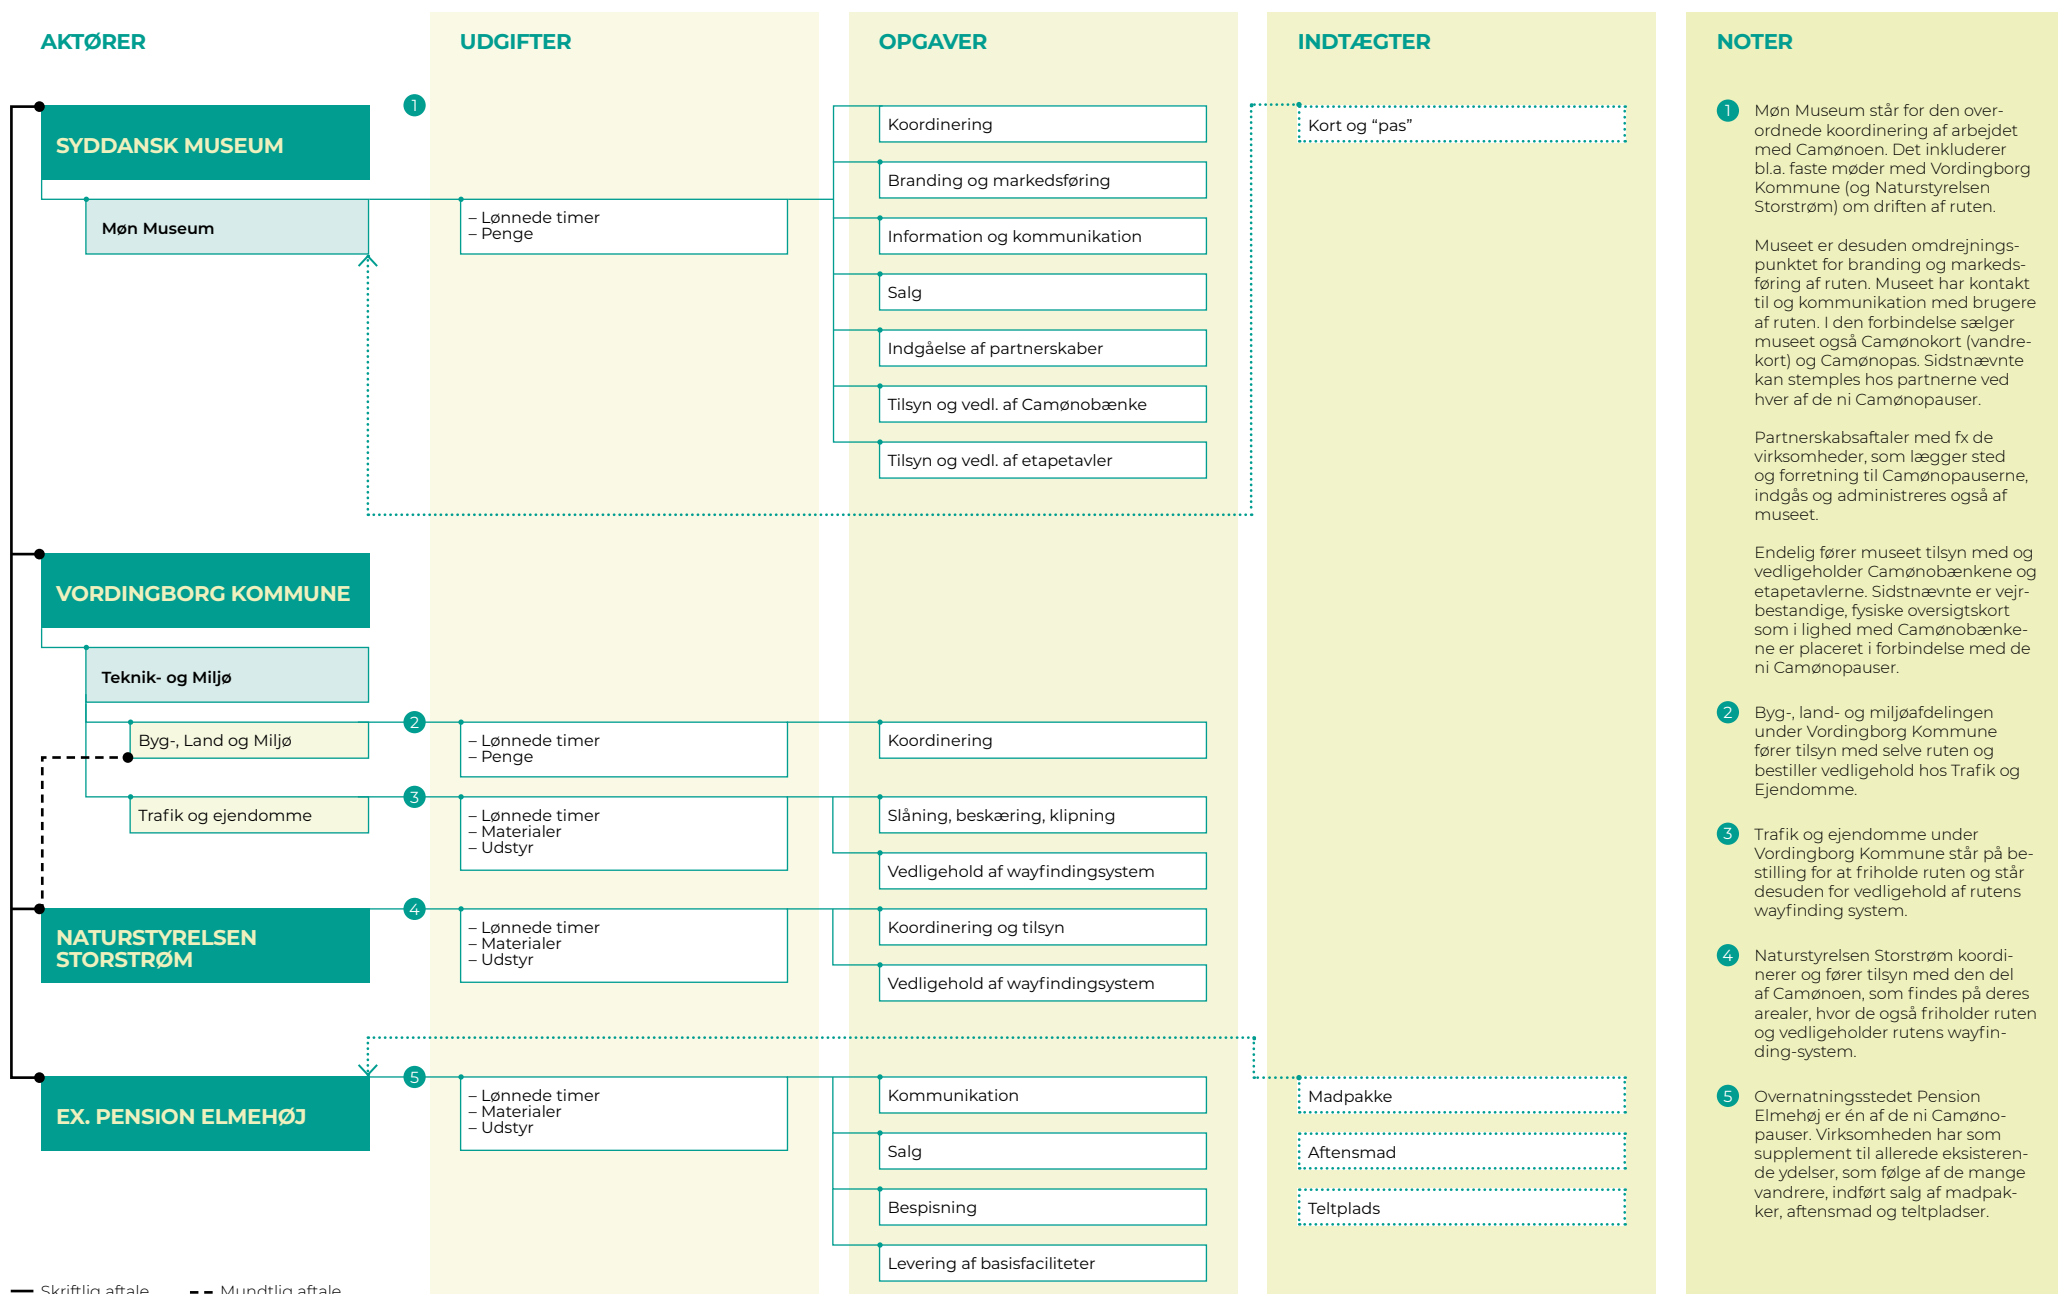 AKTØRER
UDGIFTER
OPGAVER
INDTÆGTER
NOTER
SYDDANSK MUSEUM
1
Møn Museum
– Lønnede timer
– Penge
Koordinering
Branding og markedsføring
Information og kommunikation
Salg
Indgåelse af partnerskaber
Tilsyn og vedl. af Camønobænke
Tilsyn og vedl. af etapetavler
Kort og “pas”
VORDINGBORG KOMMUNE
Teknik- og Miljø
Byg-, Land og Miljø
2
– Lønnede timer
– Penge
Koordinering
Trafik og ejendomme
3
– Lønnede timer
– Materialer
– Udstyr
Slåning, beskæring, klipning
Vedligehold af wayfindingsystem
NATURSTYRELSEN
STORSTRØM
4
– Lønnede timer
– Materialer
– Udstyr
Koordinering og tilsyn
Vedligehold af wayfindingsystem
EX. PENSION ELMEHØJ
5
– Lønnede timer
– Materialer
– Udstyr
Kommunikation
Salg
Bespisning
Levering af basisfaciliteter
Madpakke
Aftensmad
Teltplads
1 Møn Museum står for den over-
ordnede koordinering af arbejdet
med Camønoen. Det inkluderer
bl.a. faste møder med Vordingborg
Kommune (og Naturstyrelsen
Storstrøm) om driften af ruten.
Museet er desuden omdrejnings-
punktet for branding og markeds-
føring af ruten. Museet har kontakt
til og kommunikation med brugere
af ruten. I den forbindelse sælger
museet også Camønokort (vandre-
kort) og Camønopas. Sidstnævnte
kan stemples hos partnerne ved
hver af de ni Camønopauser.
Partnerskabsaftaler med fx de
virksomheder, som lægger sted
og forretning til Camønopauserne,
indgås og administreres også af
museet.
Endelig fører museet tilsyn med og
vedligeholder Camønobænkene og
etapetavlerne. Sidstnævnte er vejr-
bestandige, fysiske oversigtskort
som i lighed med Camønobænke-
ne er placeret i forbindelse med de
ni Camønopauser.
2 Byg-, land- og miljøafdelingen
under Vordingborg Kommune
fører tilsyn med selve ruten og
bestiller vedligehold hos Trafik og
Ejendomme.
3 Trafik og ejendomme under
Vordingborg Kommune står på be-
stilling for at friholde ruten og står
desuden for vedligehold af rutens
wayfinding system.
4 Naturstyrelsen Storstrøm koordi-
nerer og fører tilsyn med den del
af Camønoen, som findes på deres
arealer, hvor de også friholder ruten
og vedligeholder rutens wayfin-
ding-system.
5 Overnatningsstedet Pension
Elmehøj er én af de ni Camøno-
pauser. Virksomheden har som
supplement til allerede eksisteren-
de ydelser, som følge af de mange
vandrere, indført salg af madpak-
ker, aftensmad og teltpladser.
Skriftlig aftale
Mundtlig aftale